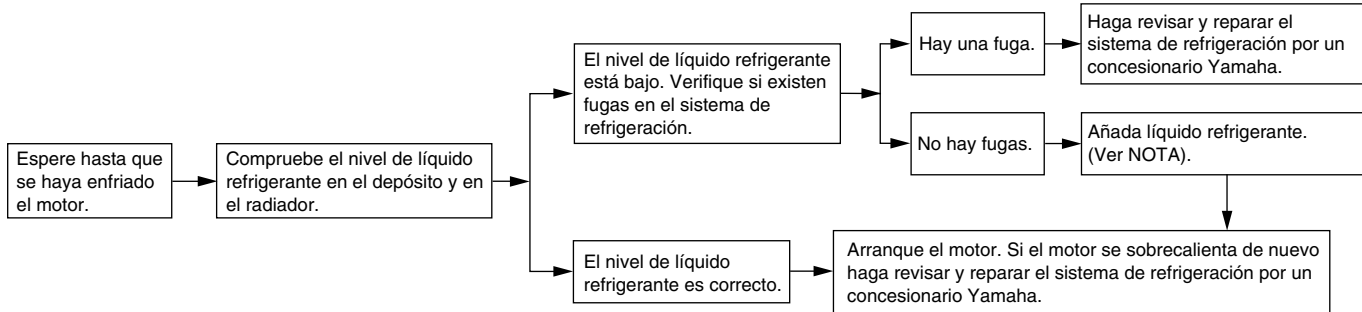 Espere hasta que
se haya enfriado
el motor.
Compruebe el nivel de líquido
refrigerante en el depósito y en
el radiador.
El nivel de líquido refrigerante
está bajo. Verifique si existen
fugas en el sistema de
refrigeración.
Hay una fuga.
Haga revisar y reparar el
sistema de refrigeración por un
concesionario Yamaha.
No hay fugas.
Añada líquido refrigerante.
(Ver NOTA).
El nivel de líquido
refrigerante es correcto.
Arranque el motor. Si el motor se sobrecalienta de nuevo
haga revisar y reparar el sistema de refrigeración por un
concesionario Yamaha.